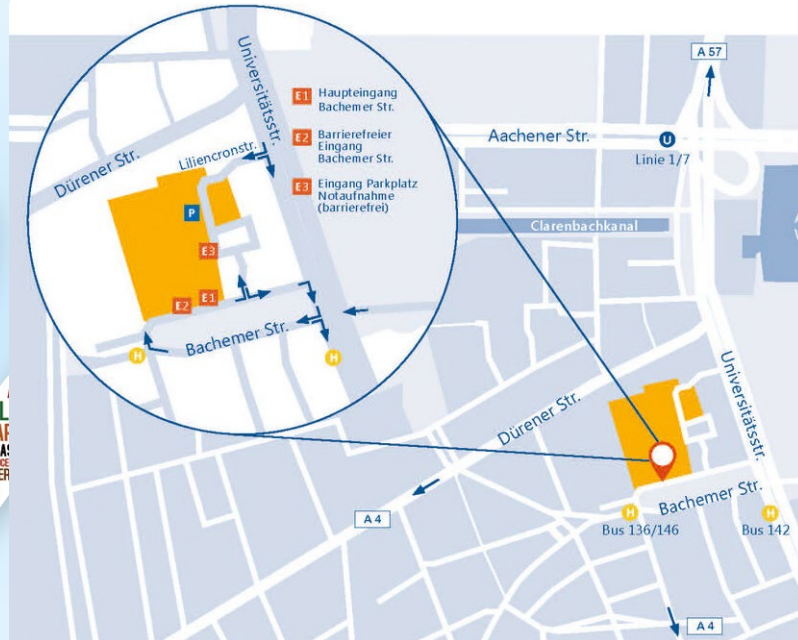 A 57
Universitätsstr.
E1 Haupteingang
Bachemer Str.
E2 Barrierefreier
Eingang
Bachemer Str.
E3 Eingang Parkplatz
Notaufnahme
(barrierefrei)
Aachener Str.
U
Linie 1/7
Dürener Str.
Liliencronstr.
P
Clarenbachkanal
E3
E2
E1
Bachemer Str.
H
H
Universitätsstr.
Dürener Str.
Bachemer Str.
A 4
H
Bus 136/146
H
Bus 142
A 4